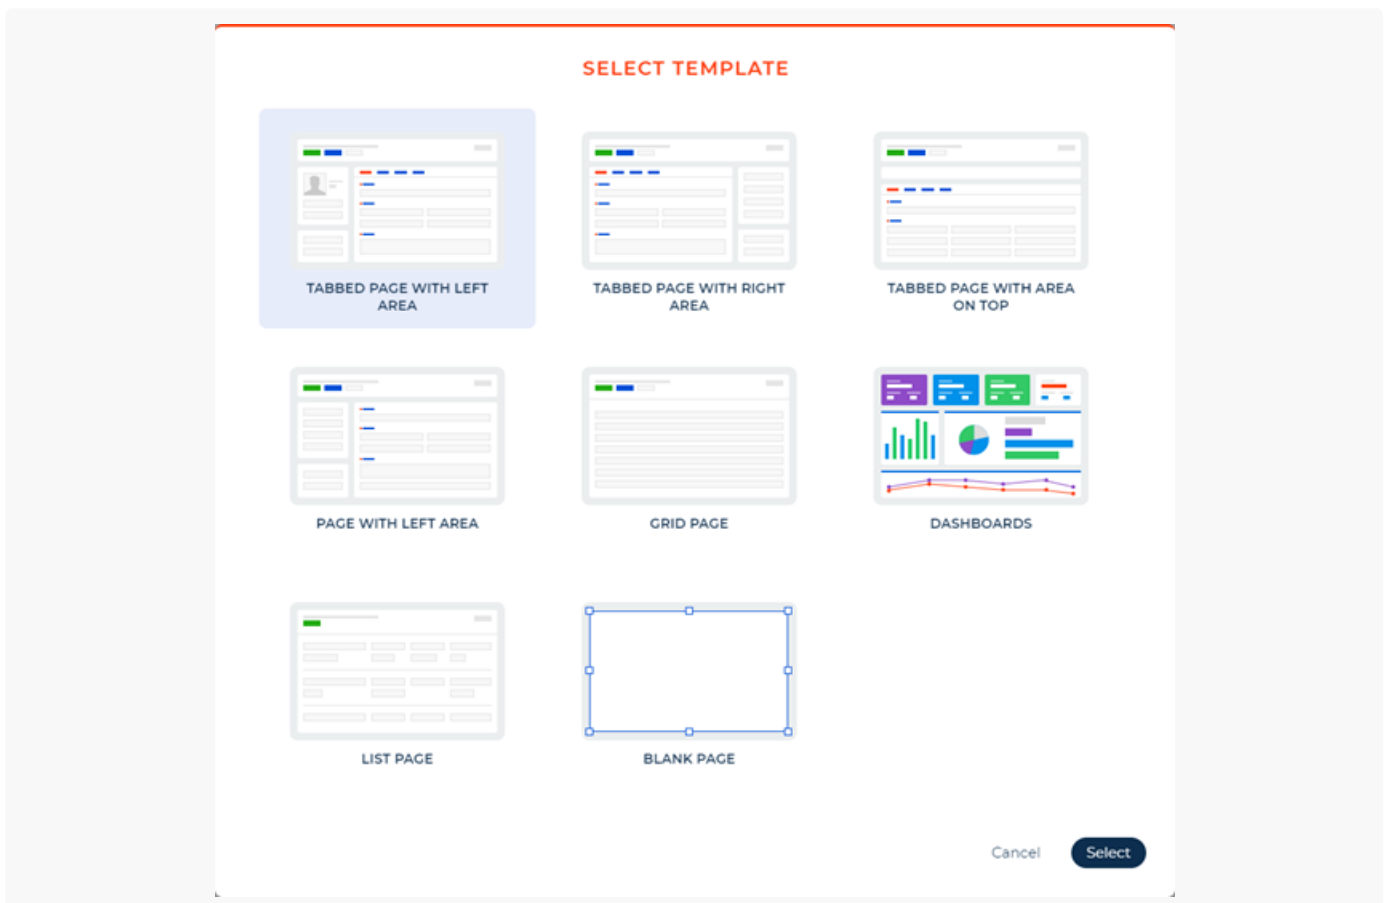 SELECT TEMPLATE
TABBED PAGE WITH LEFT
AREA
TABBED PAGE WITH RIGHT
AREA
TABBED PAGE WITH AREA
ON TOP
PAGE WITH LEFT AREA
GRID PAGE
DASHBOARDS
LIST PAGE
BLANK PAGE
Cancel
Select